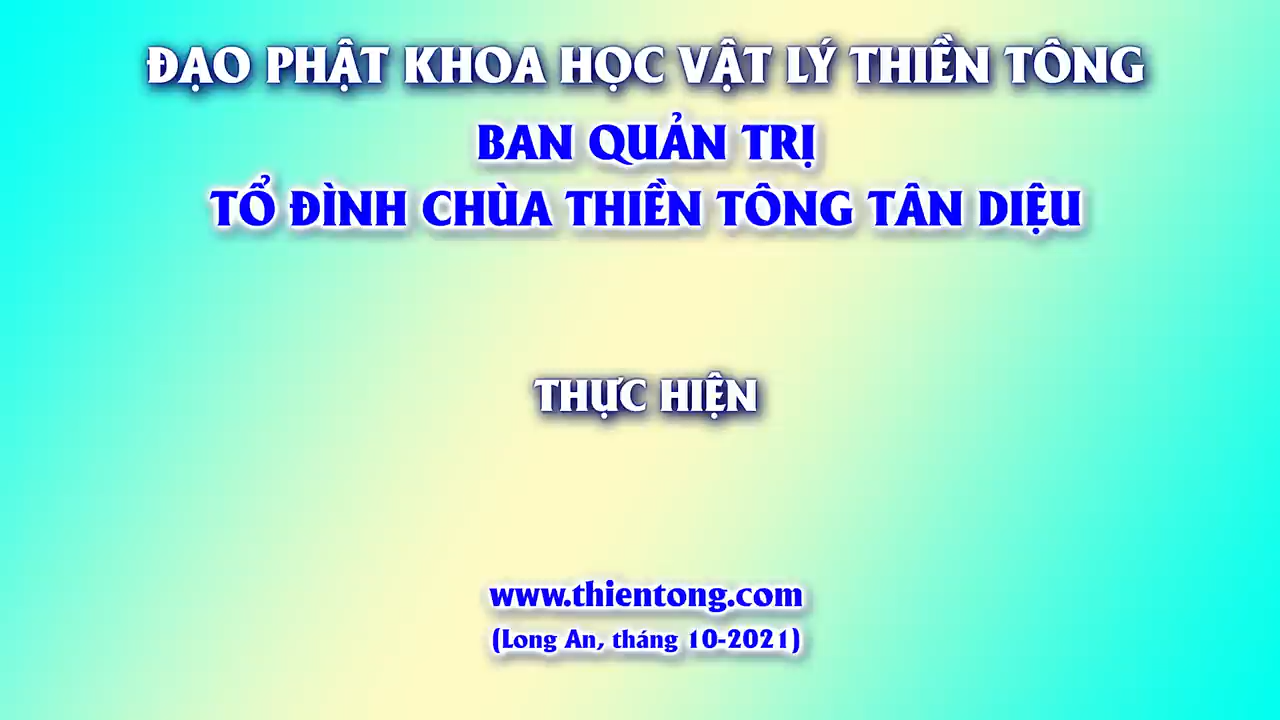 ĐẠO PHẬT KHOA HỌC VẬT LÝ THIỀN TÔNG
BAN QUẢN TRỊ
TỔ ĐÌNH CHÙA THIỀN TÔNG TÂN DIỆU
THỰC HIỆN
www.thientong.com
(Long An, tháng 10-2021)